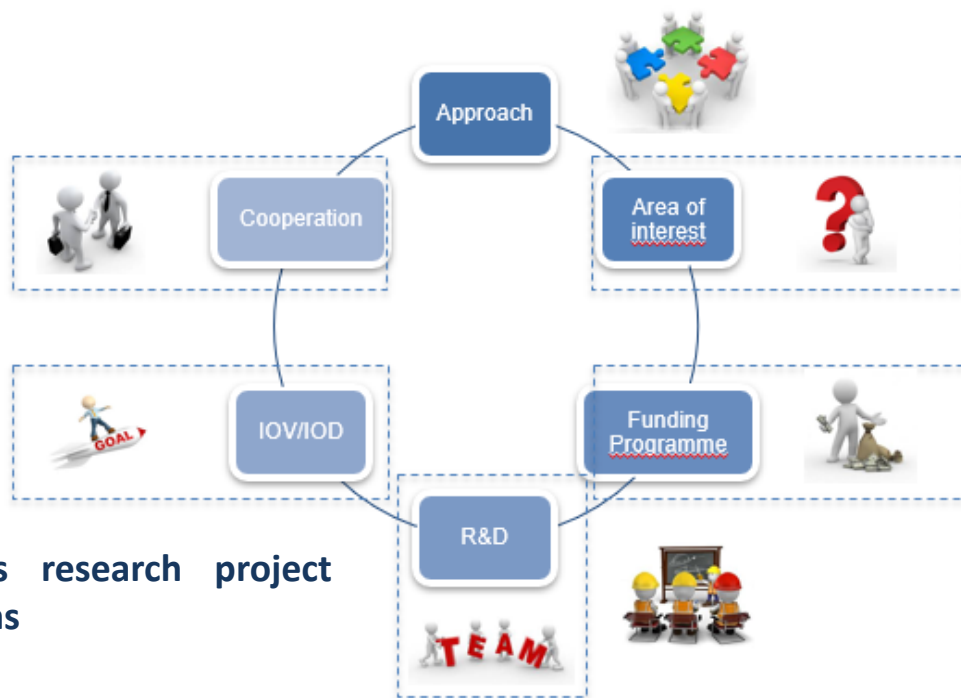 Approach
Cooperation
Area of
interest
IOV/IOD
GOAL
Funding
Programme
R&D
research project
TEAM